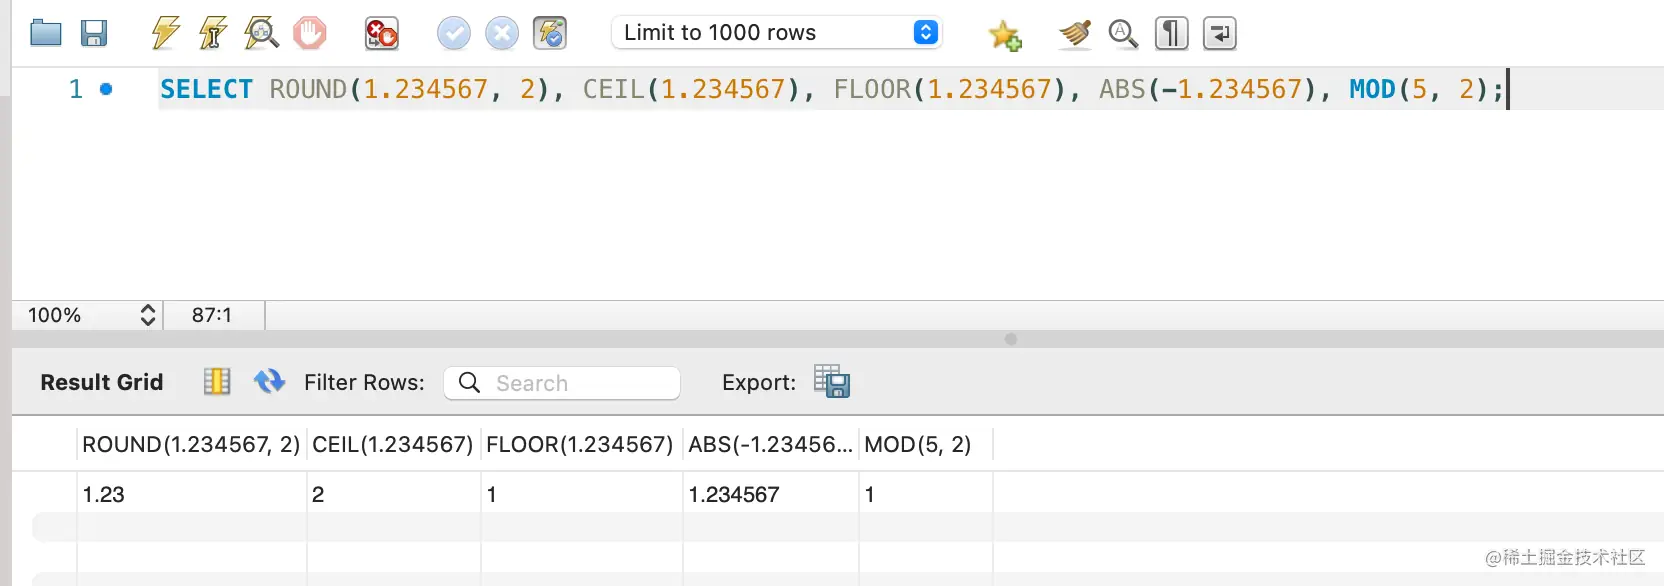 Limit to 1000 rows
1 SELECT ROUND(1.234567, 2), CEIL(1.234567), FLOOR(1.234567), ABS(-1.234567), MOD(5, 2);
100% 87:1
Result Grid Filter Rows: Search Export:
ROUND(1.234567, 2) CEIL(1.234567) FLOOR(1.234567) ABS(-1.23456... MOD(5, 2)
1.23 2 1 1.234567 1
@稀土掘金技术社区